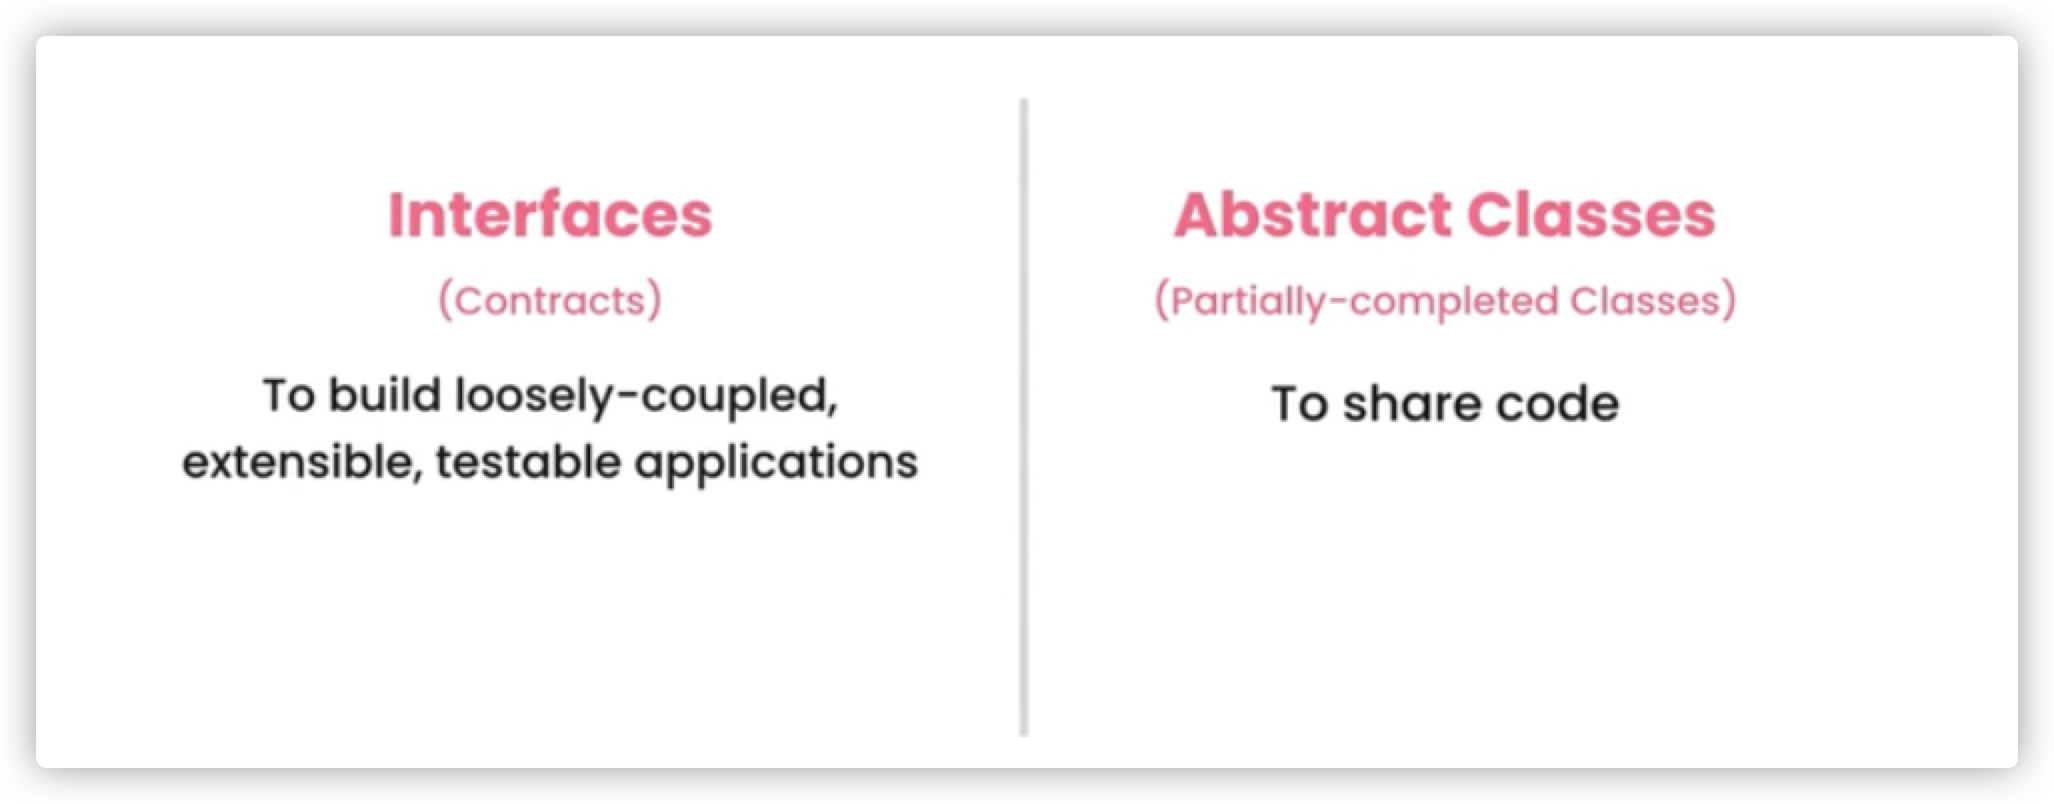 Interfaces
(Contracts)
To build loosely-coupled,
extensible, testable applications
Abstract Classes
(Partially-completed Classes)
To share code